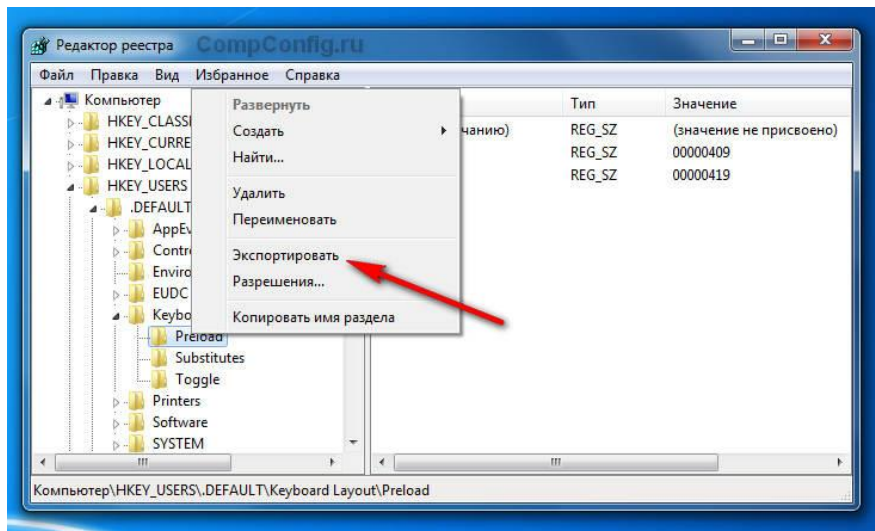 Редактор реестра
CompConfig.ru
Файл Правка Вид Избранное Справка
Компьютер
HKEY_CLASSI
HKEY_CURRE
HKEY_LOCAL
HKEY_USERS
.DEFAULT
AppEv
Contr
Enviro
EUDC
Keybo
Preload
Substitutes
Toggle
Printers
Software
SYSTEM
Развернуть
Создать
Найти...
Удалить
Переименовать
Экспортировать
Разрешения...
Копировать имя раздела
Тип Значение
чанию) REG_SZ (значение не присвоено)
REG_SZ 00000409
REG_SZ 00000419
Компьютер\HKEY_USERS\.DEFAULT\Keyboard Layout\Preload